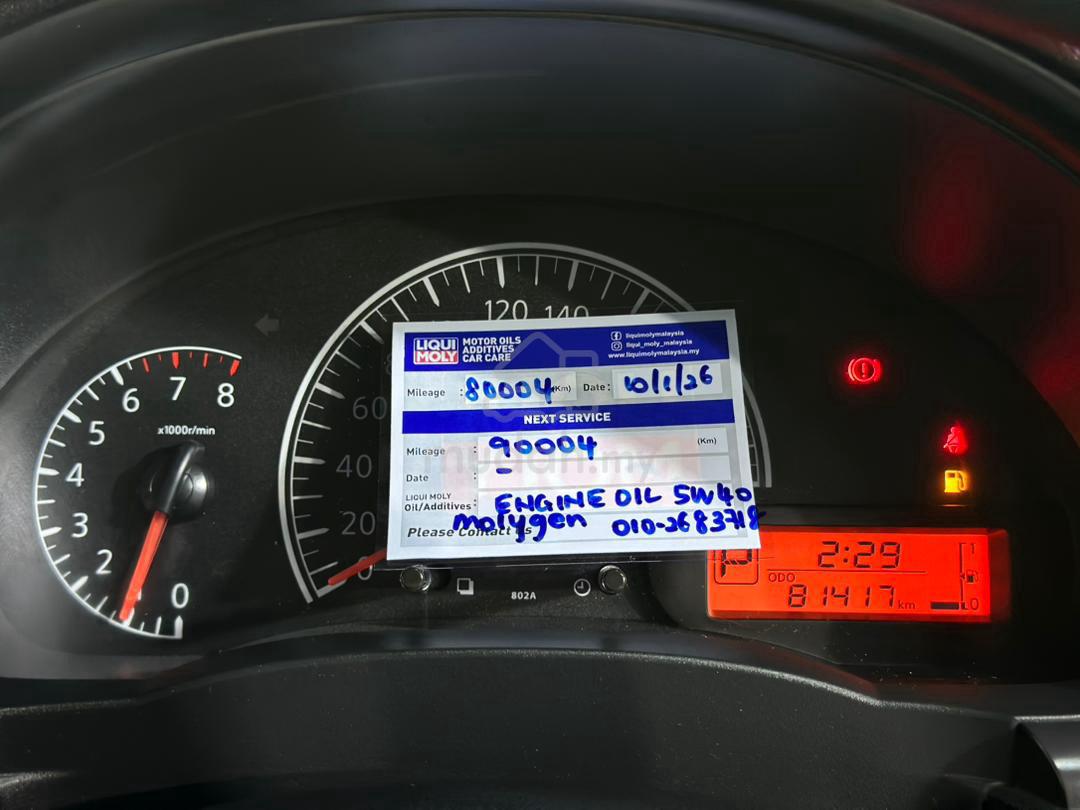 120 140
60
40
20
0
x1000r/min
8
7
6
5
4
3
2
0
LIQUI MOLY
MOTOR OILS
ADDITIVES
CAR CARE
liquimolymalaysia
liqui_moly_malaysia
www.liquimolymalaysia.my
Mileage : 80004 (Km) Date : 10/1/26
NEXT SERVICE
Mileage : 90004 (Km)
Date : -
LIQUI MOLY
Oil/Additives : ENGINE OIL 5W40
molygen 010-2683718
Please Contact Us
mudah.my
802A
P
2:29
ODO
81417 km
1
0